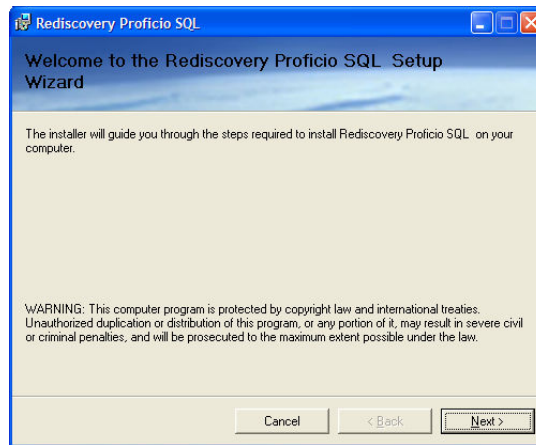 Rediscovery Proficio SQL
Welcome to the Rediscovery Proficio SQL Setup
Wizard
The installer will guide you through the steps required to install Rediscovery Proficio SQL on your
computer.
WARNING: This computer program is protected by copyright law and international treaties.
Unauthorized duplication or distribution of this program, or any portion of it, may result in severe civil
or criminal penalties, and will be prosecuted to the maximum extent possible under the law.
Cancel < Back Next >